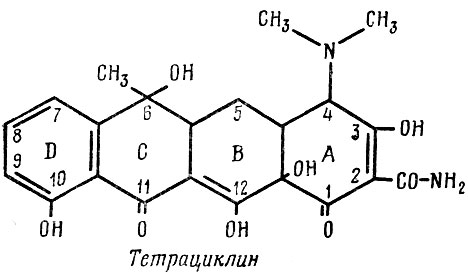 CH₃ CH₃
N
CH₃ OH
7 6 5 4
8 3 OH
D C B OH A
9
10 11 12 1 2 CO-NH₂
OH O OH O
Тетрациклин